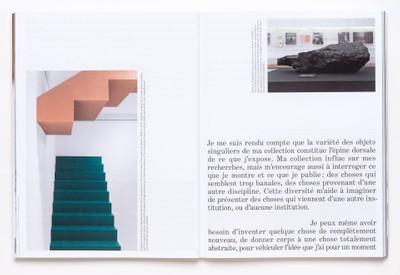 Je me suis rendu compte que la variété des objets
singuliers de ma collection constitue l'épine dorsale
de ce que j'expose. Ma collection influe sur mes
recherches, mais m'encourage aussi à interroger ce
que je montre et ce que je publie: des choses qui
semblent trop banales, des choses provenant d'une
autre discipline. Cette diversité m'aide à imaginer
de présenter des choses qui viennent d'une autre ins-
titution, ou d'aucune institution.
Je peux même avoir
besoin d'inventer quelque chose de complètement
nouveau, de donner corps à une chose totalement
abstraite, pour véhiculer l'idée que j'ai pour un moment